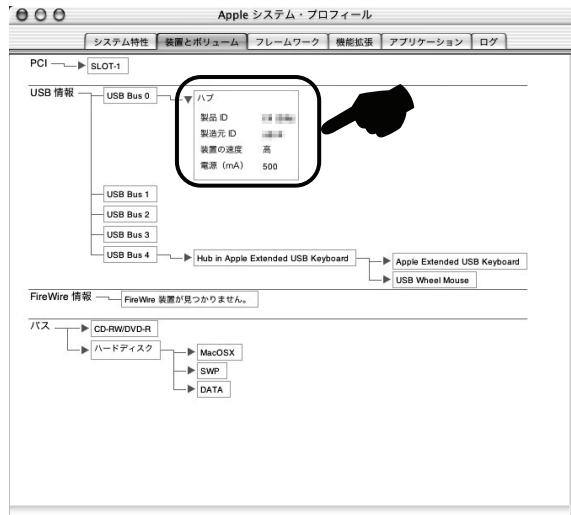 Apple システム・プロフィール
システム特性 装置とボリューム フレームワーク 機能拡張 アプリケーション ログ
PCI SLOT-1
USB 情報 USB Bus 0 ハブ
製品 ID
製造元 ID
装置の速度 高
電源（mA） 500
USB Bus 1
USB Bus 2
USB Bus 3
USB Bus 4 Hub in Apple Extended USB Keyboard Apple Extended USB Keyboard
USB Wheel Mouse
FireWire 情報 FireWire 装置が見つかりません。
バス CD-RW/DVD-R
ハードディスク MacOSX
SWP
DATA